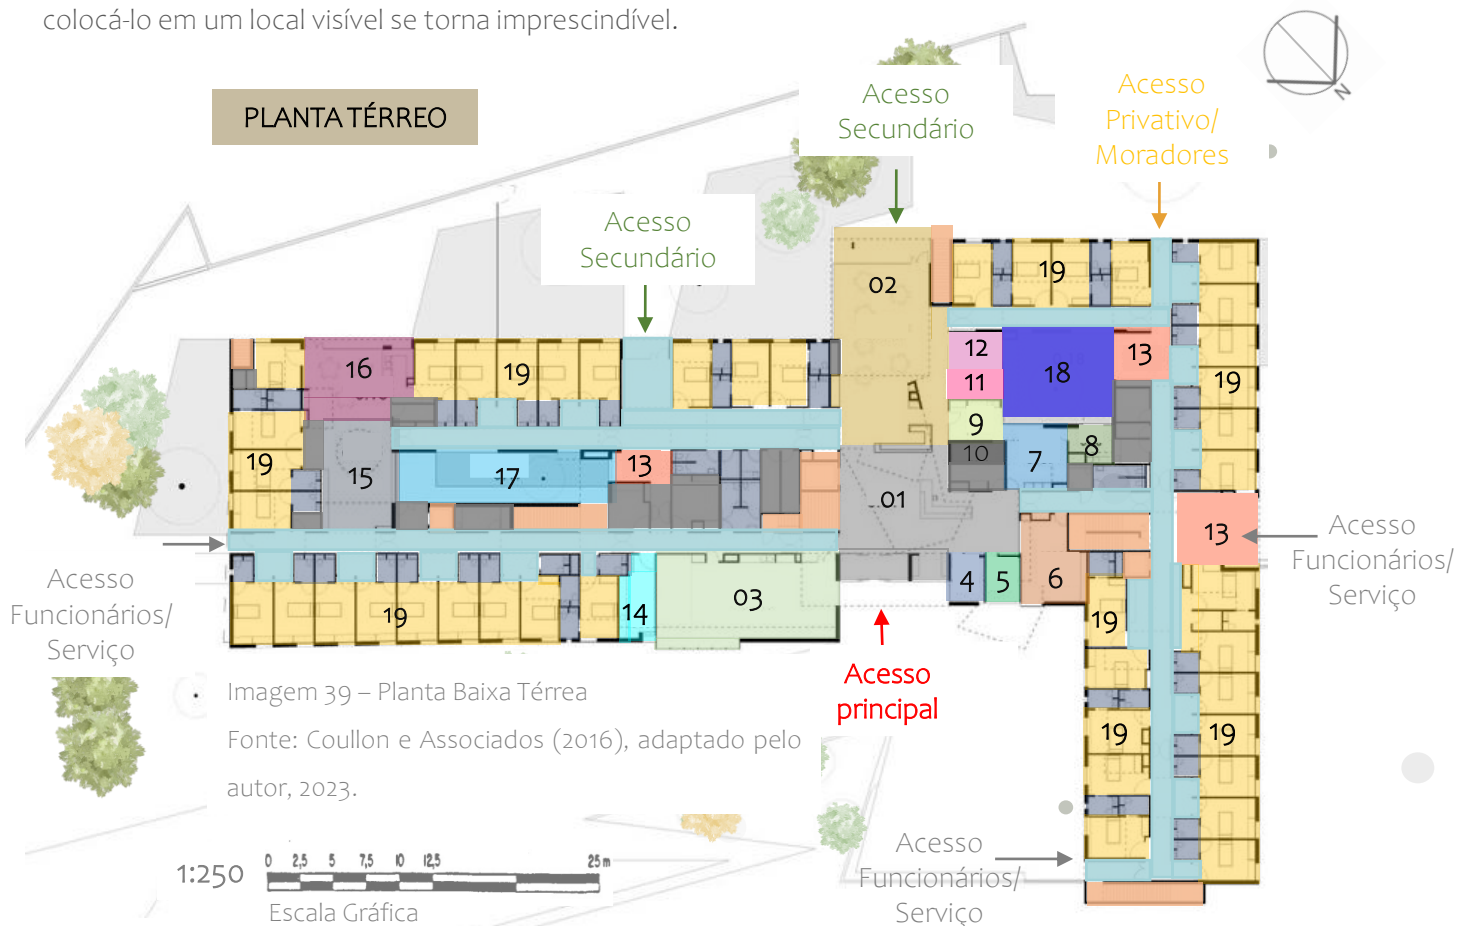 colocá-lo em um local visível se torna imprescindível.
PLANTA TÉRREO
Acesso
Secundário
Acesso
Privativo/
Moradores
N
Acesso
Secundário
02
19
12
13
18
11
19
9
10
7
8
16
19
19
15
17
13
01
13
Acesso
Funcionários/
Serviço
Acesso
Funcionários/
Serviço
4
5
6
14
03
19
19
Acesso
principal
19
19
Imagem 39 – Planta Baixa Térrea
Fonte: Coullon e Associados (2016), adaptado pelo
autor, 2023.
Acesso
Funcionários/
Serviço
1:250
0 2,5 5 7,5 10 12,5 25 m
Escala Gráfica